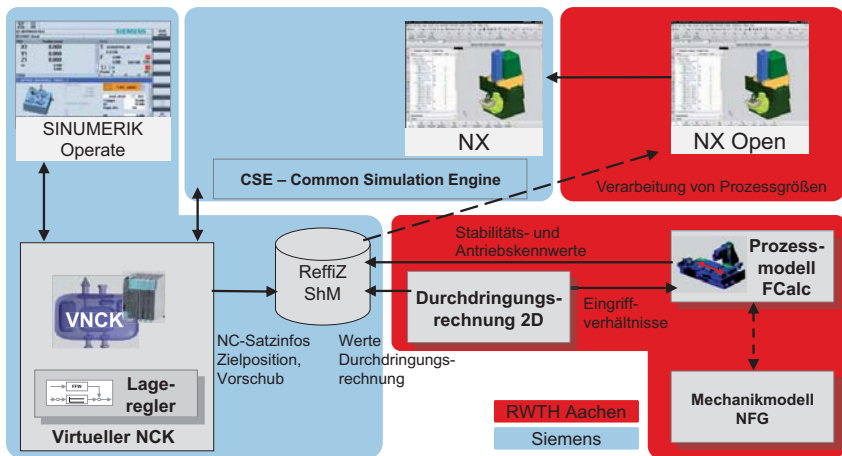 SIEMENS
SINUMERIK
Operate
NX
NX Open
CSE – Common Simulation Engine
Verarbeitung von Prozessgrößen
ReffiZ
ShM
Stabilitäts- und
Antriebskennwerte
Prozess-
modell
FCalc
Durchdringungs-
rechnung 2D
Eingriff-
verhältnisse
VNCK
NC-Satzinfos
Zielposition,
Vorschub
Werte
Durchdringungs-
rechnung
FFW
Lage-
regler
Virtueller NCK
Mechanikmodell
NFG
RWTH Aachen
Siemens